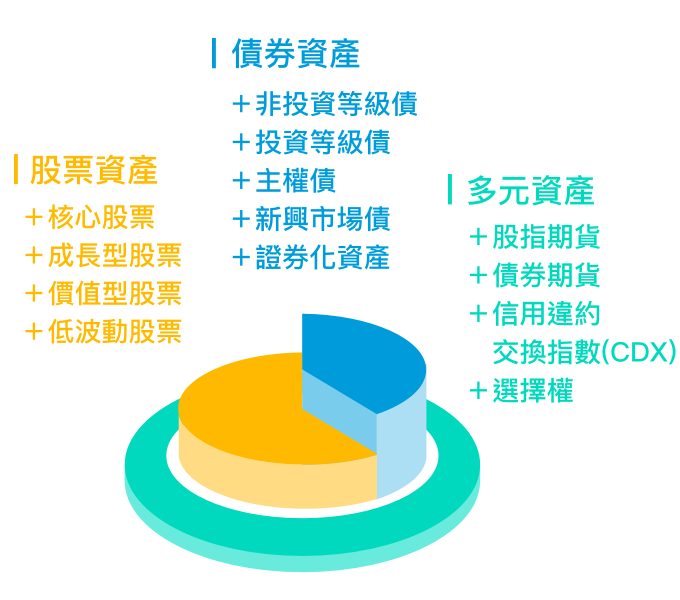 債券資產
+非投資等級債
+投資等級債
+主權債
+新興市場債
+證券化資產
股票資產
+核心股票
+成長型股票
+價值型股票
+低波動股票
多元資產
+股指期貨
+債券期貨
+信用違約
交換指數(CDX)
+選擇權